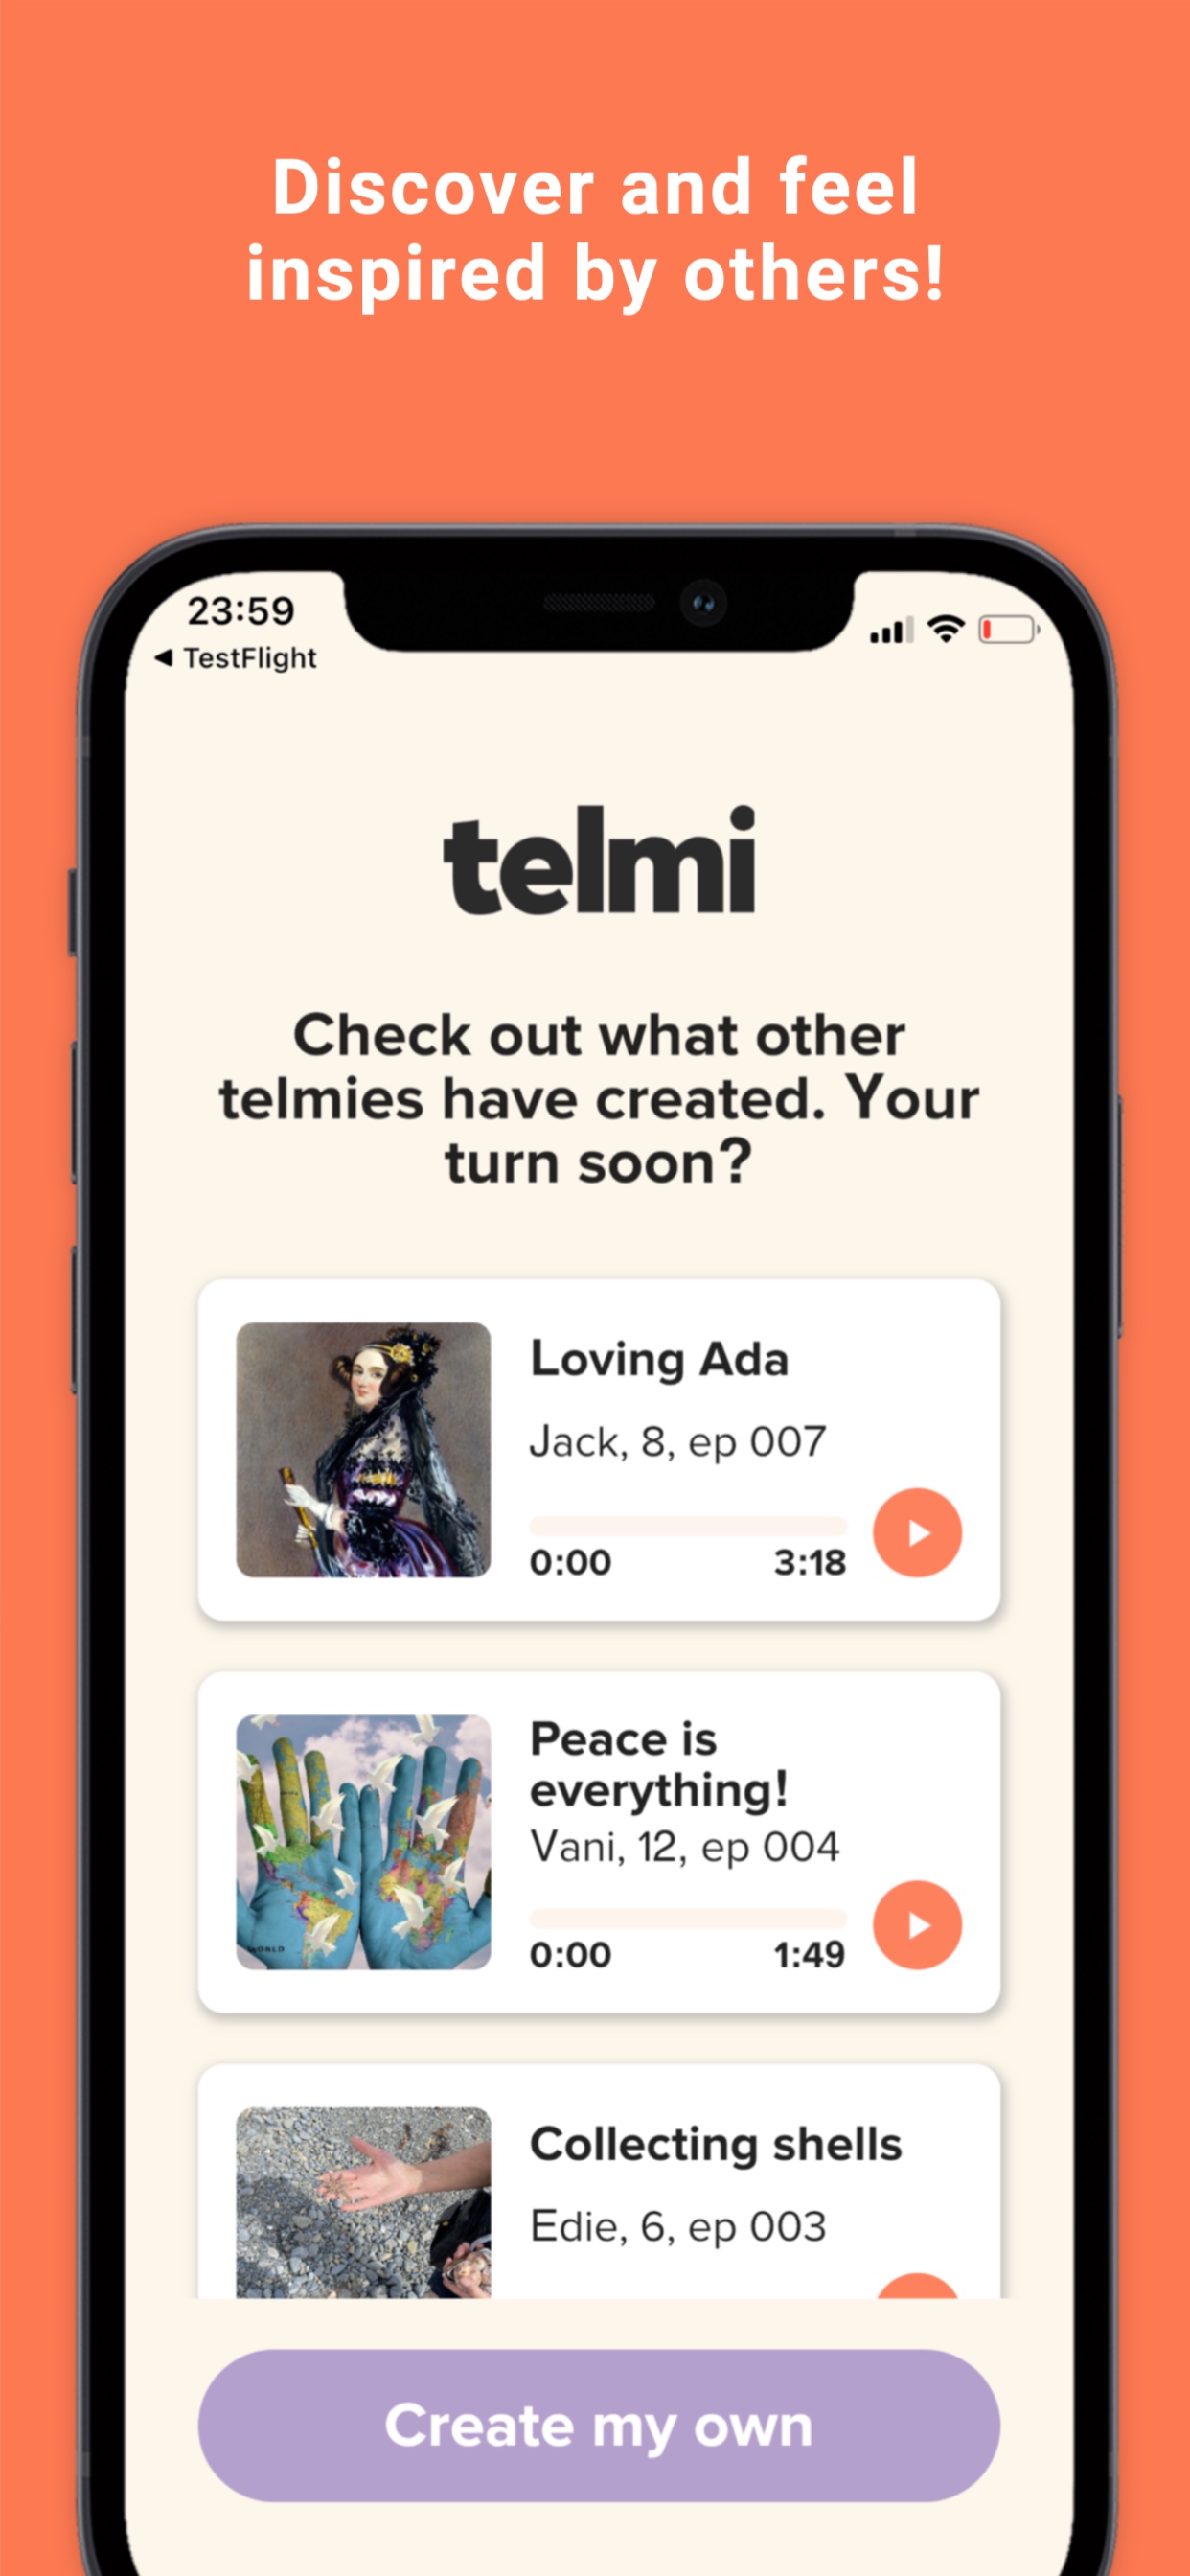 Discover and feel
inspired by others!
23:59
◀ TestFlight
telmi
Check out what other
telmies have created. Your
turn soon?
Loving Ada
Jack, 8, ep 007
0:00 3:18
Peace is
everything!
Vani, 12, ep 004
0:00 1:49
WORLD
Collecting shells
Edie, 6, ep 003
Create my own